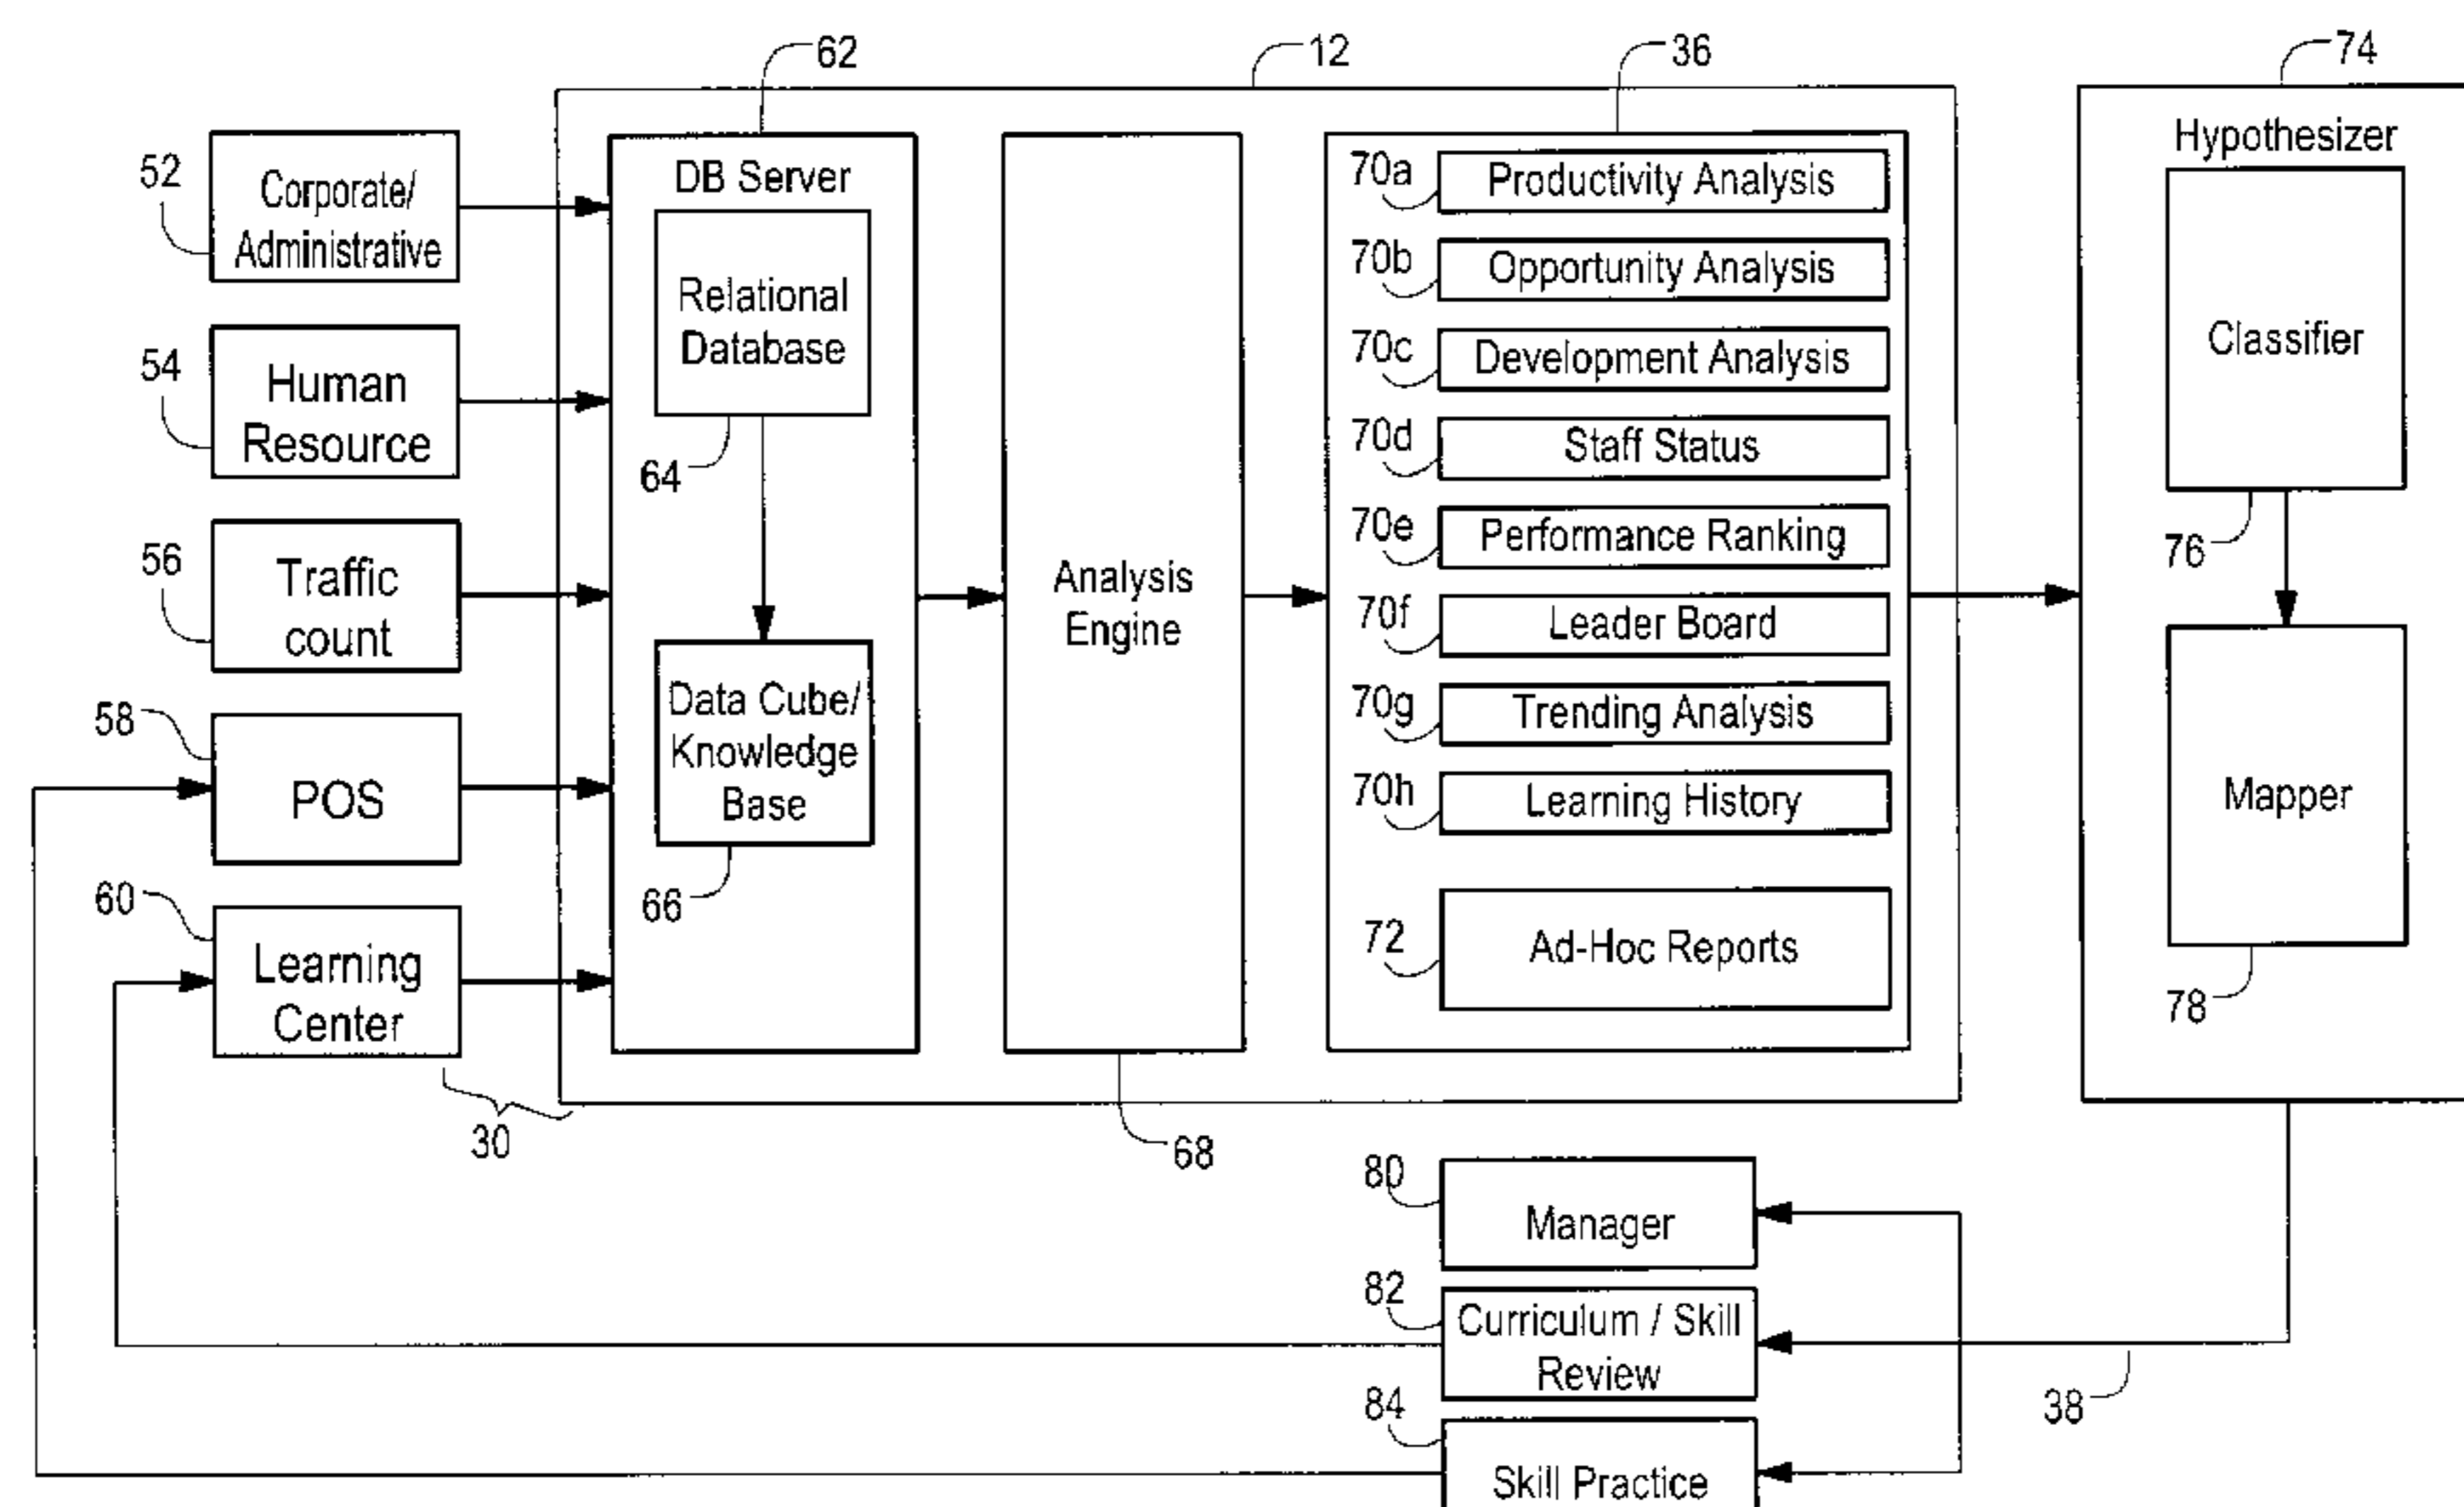 62
12
36
74
52
Corporate/
Administrative
54
Human
Resource
56
Traffic
count
58
POS
60
Learning
Center
30
DB Server
Relational
Database
64
Data Cube/
Knowledge
Base
66
Analysis
Engine
68
70a Productivity Analysis
70b Opportunity Analysis
70c Development Analysis
70d Staff Status
70e Performance Ranking
70f Leader Board
70g Trending Analysis
70h Learning History
72 Ad-Hoc Reports
Hypothesizer
Classifier
76
Mapper
78
80
Manager
82
Curriculum / Skill
Review
84
Skill Practice
38